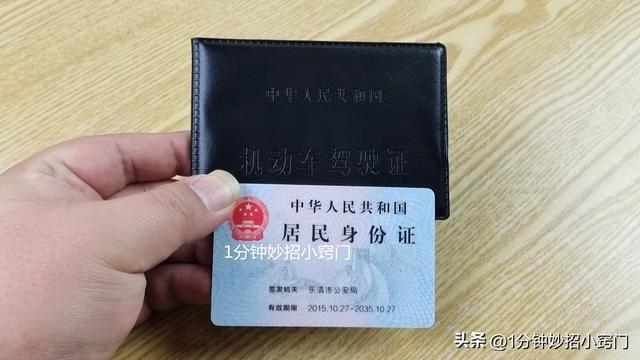 中华人民共和国
机动车驾驶证
中华人民共和国
居民身份证
1分钟妙招小窍门
签发机关 乐清市公安局
有效期限 2015.10.27-2035.10.27
头条 @1分钟妙招小窍门